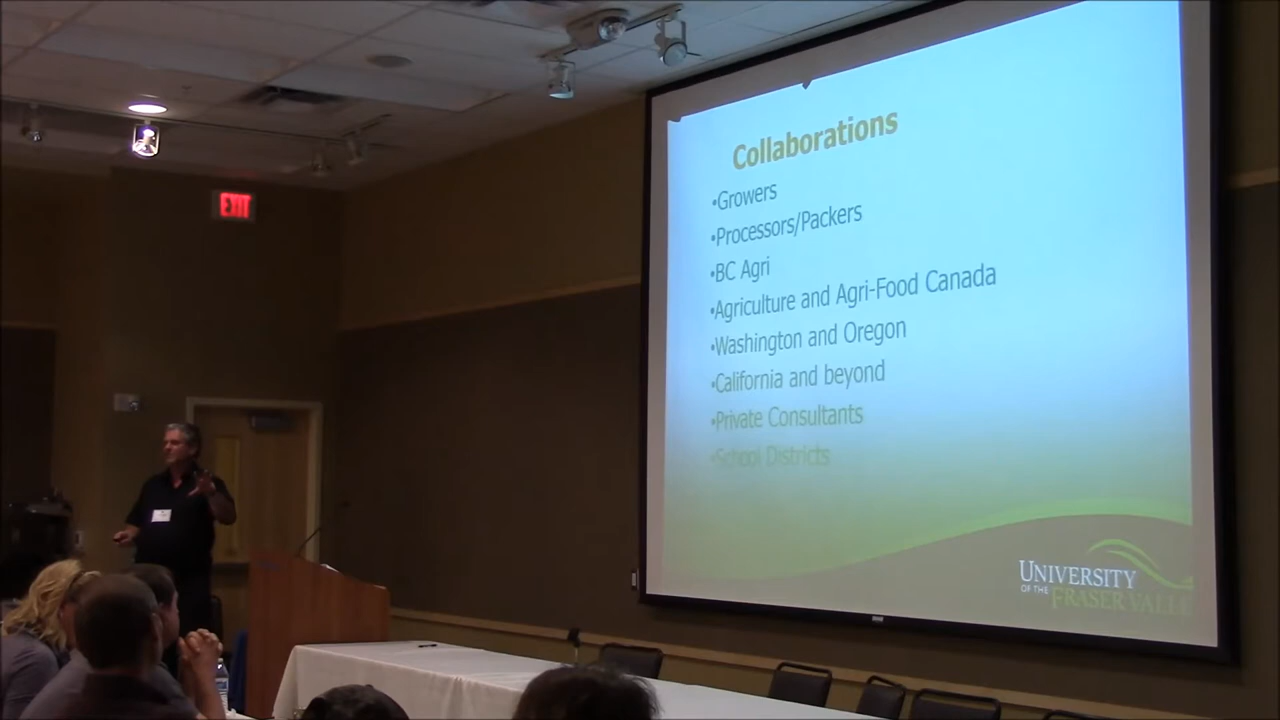 EXIT
Collaborations
•Growers
•Processors/Packers
•BC Agri
•Agriculture and Agri-Food Canada
•Washington and Oregon
•California and beyond
•Private Consultants
•School Districts
UNIVERSITY
OF THE FRASER VALLEY